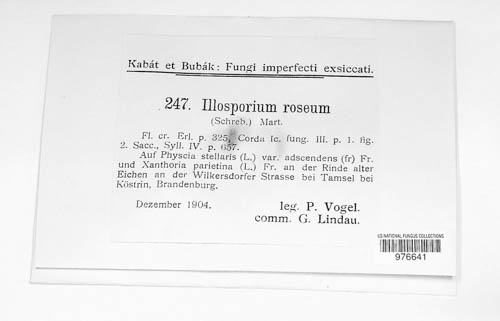 Kabát et Bubák: Fungi imperfecti exsiccati.
247. Illosporium roseum
(Schreb.) Mart.
Fl. cr. Erl. p. 325, Corda Ic. fung. III. p. 1. fig.
2. Sacc., Syll. IV. p. 657.
Auf Physcia stellaris (L.) var. adscendens (fr) Fr.
und Xanthoria parietina (L.) Fr. an der Rinde alter
Eichen an der Wilkersdorfer Strasse bei Tamsel bei
Köstrin, Brandenburg.
Dezember 1904.
leg. P. Vogel.
comm. G. Lindau.
US NATIONAL FUNGUS COLLECTIONS
976641